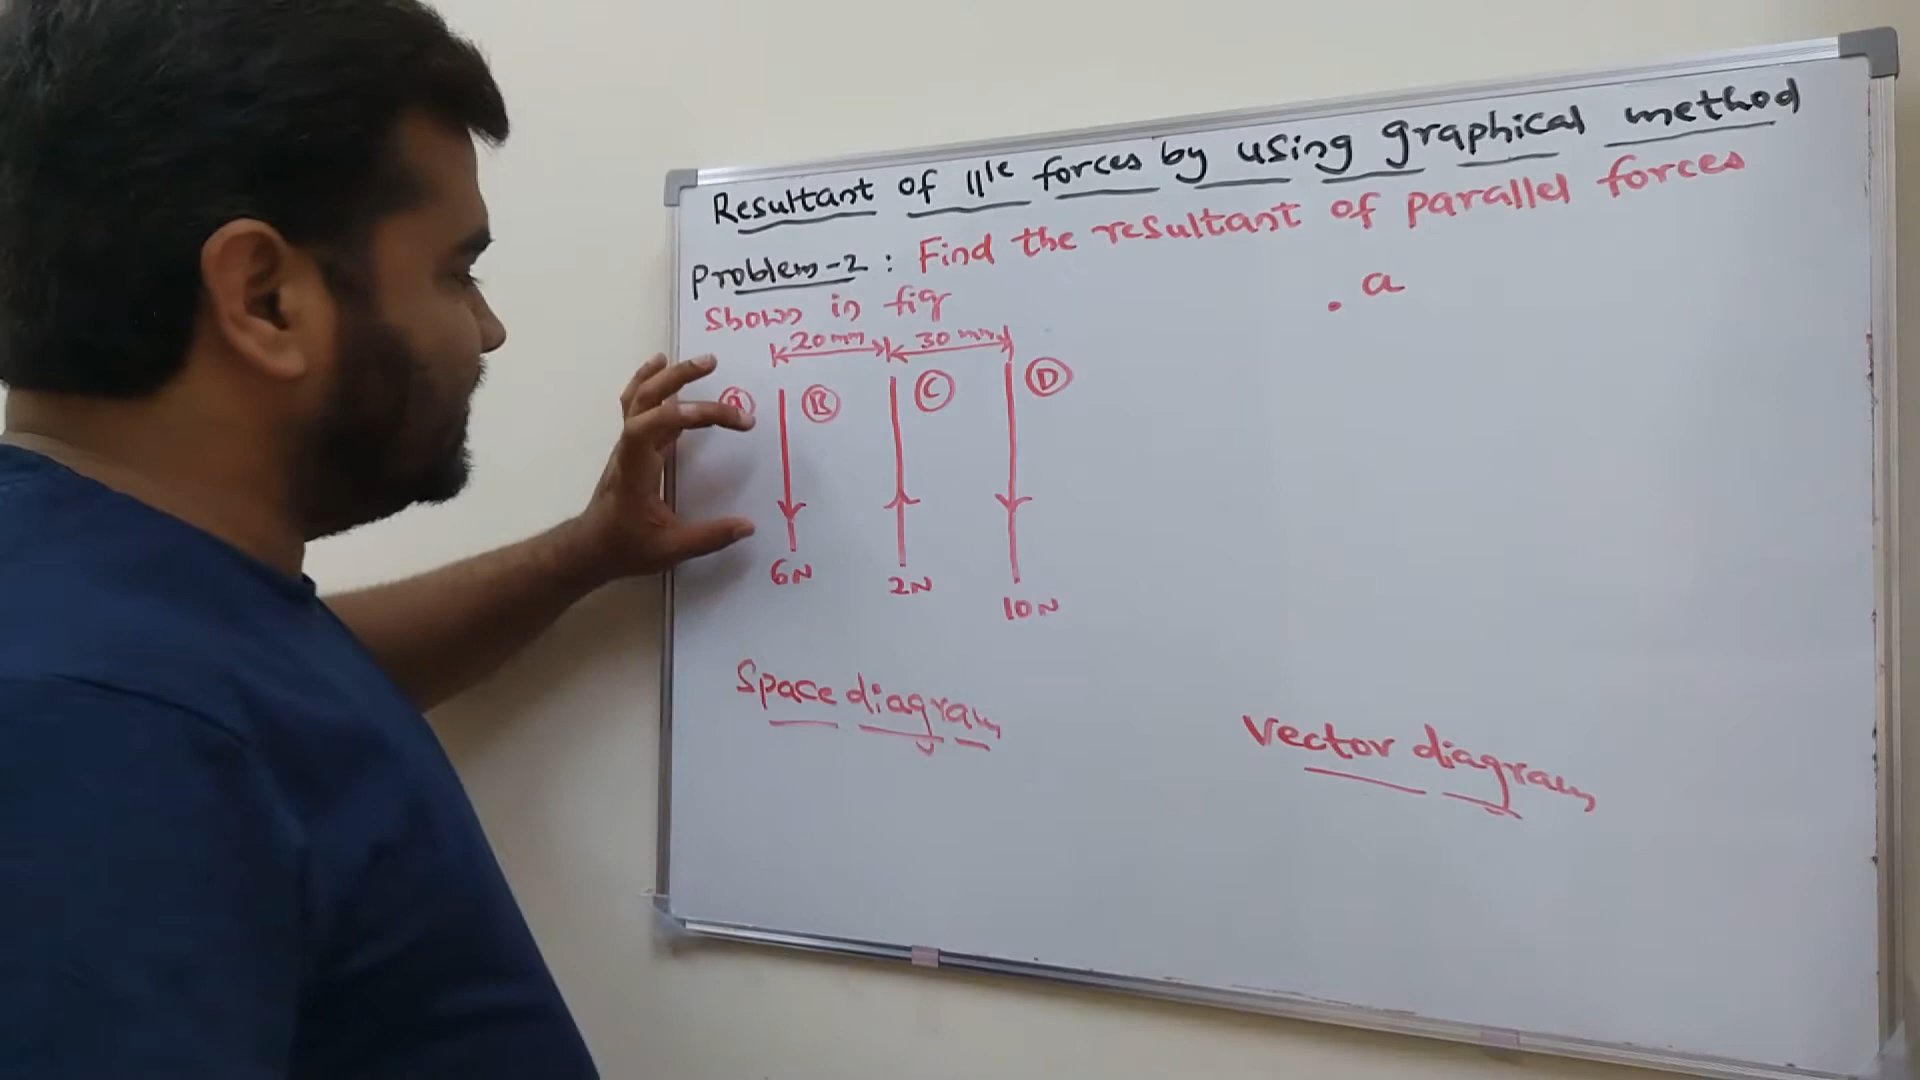 Resultant of ||le forces by using graphical method
Problem-2 : Find the resultant of parallel forces
Shown in fig
a
20mm 30mm
A B C D
6N
2N
10N
Space diagram
Vector diagram